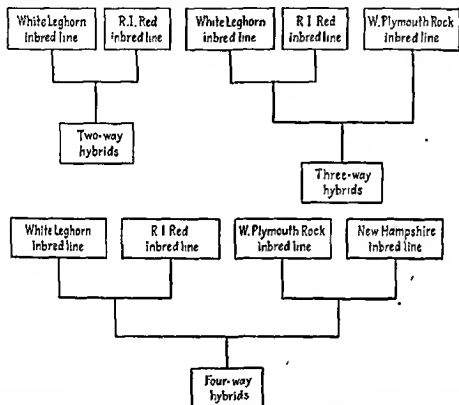 White Leghorn
inbred line
R.I. Red
inbred line
White Leghorn
inbred line
R I Red
inbred line
W. Plymouth Rock
inbred line
Two-way
hybrids
Three-way
hybrids
White Leghorn
inbred line
R I Red
inbred line
W. Plymouth Rock
inbred line
New Hampshire
inbred line
Four-way
hybrids